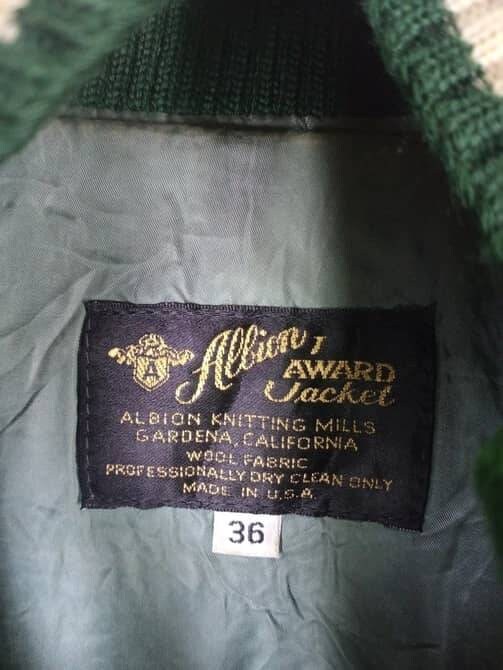 A
Albion I
AWARD
Jacket
ALBION KNITTING MILLS
GARDENA, CALIFORNIA
WOOL FABRIC
PROFESSIONALLY DRY CLEAN ONLY
MADE IN U.S.A.
36